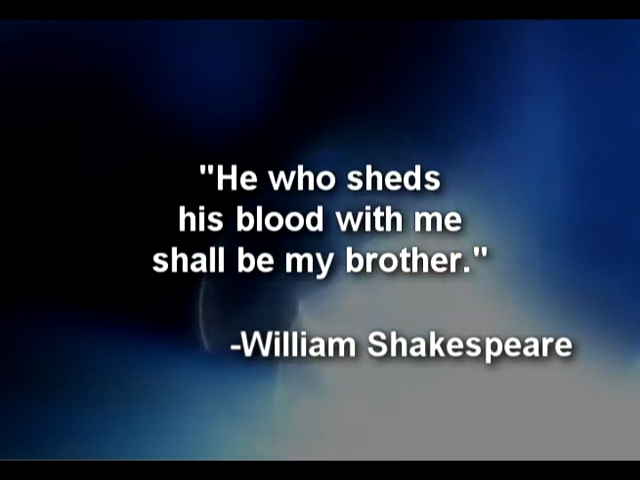 "He who sheds
his blood with me
shall be my brother."
-William Shakespeare